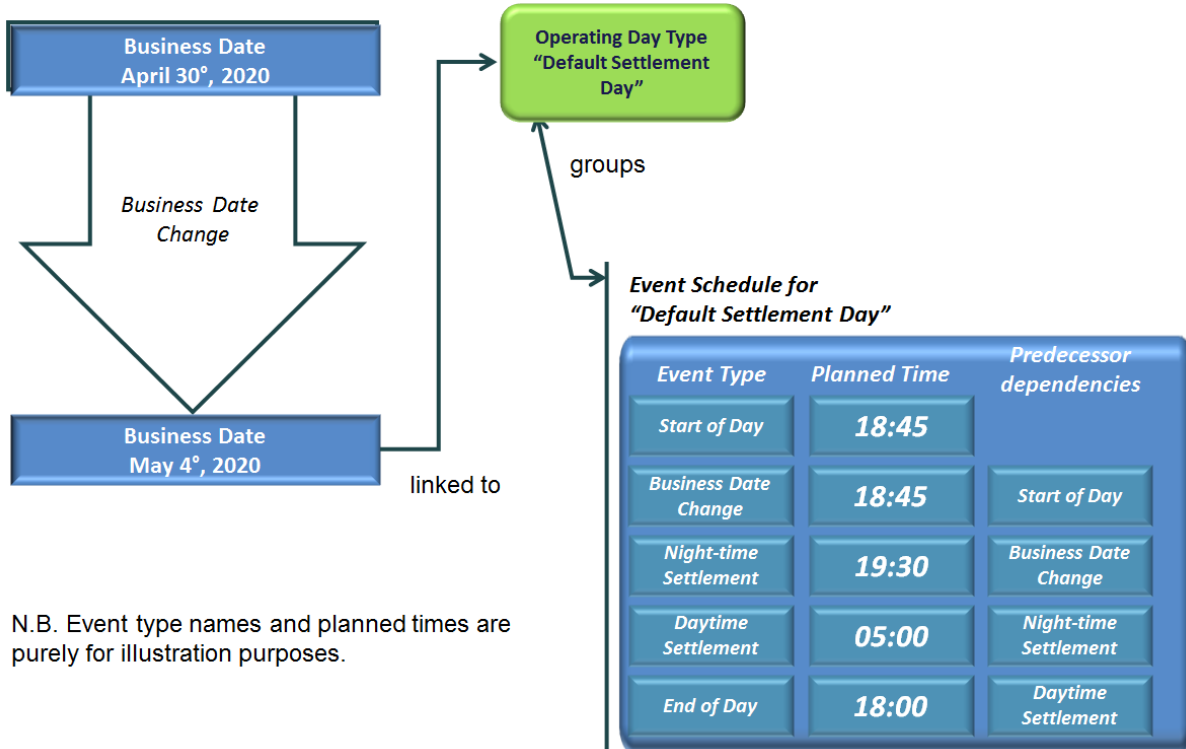 Business Date
April 30°, 2020
Business Date
Change
Business Date
May 4°, 2020
linked to
Operating Day Type
“Default Settlement
Day”
groups
Event Schedule for
“Default Settlement Day”
Event Type
Planned Time
Predecessor
dependencies
Start of Day
18:45
Business Date
Change
18:45
Start of Day
Night-time
Settlement
19:30
Business Date
Change
Daytime
Settlement
05:00
Night-time
Settlement
End of Day
18:00
Daytime
Settlement
N.B. Event type names and planned times are
purely for illustration purposes.